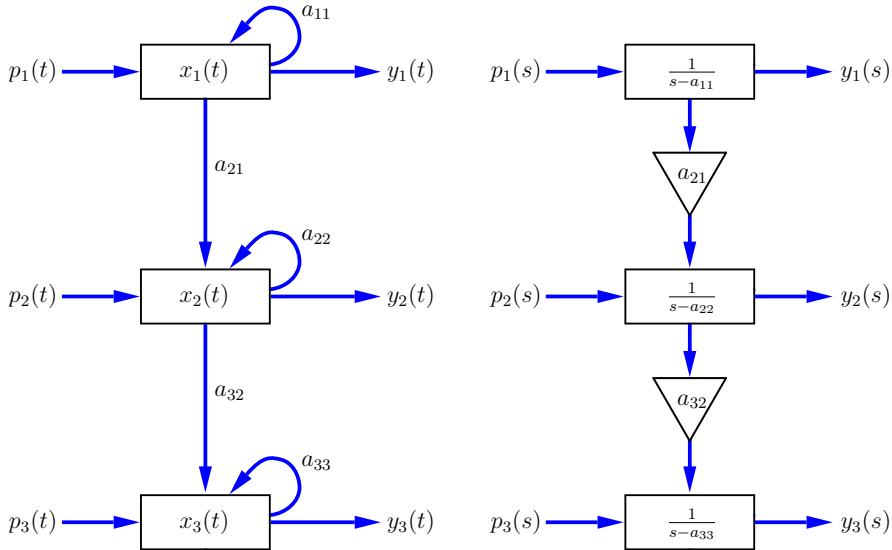 a₁₁
p₁(t) x₁(t) y₁(t) p₁(s) 1/(s−a₁₁) y₁(s)
a₂₁ a₂₁
a₂₂
p₂(t) x₂(t) y₂(t) p₂(s) 1/(s−a₂₂) y₂(s)
a₃₂ a₃₂
a₃₃
p₃(t) x₃(t) y₃(t) p₃(s) 1/(s−a₃₃) y₃(s)